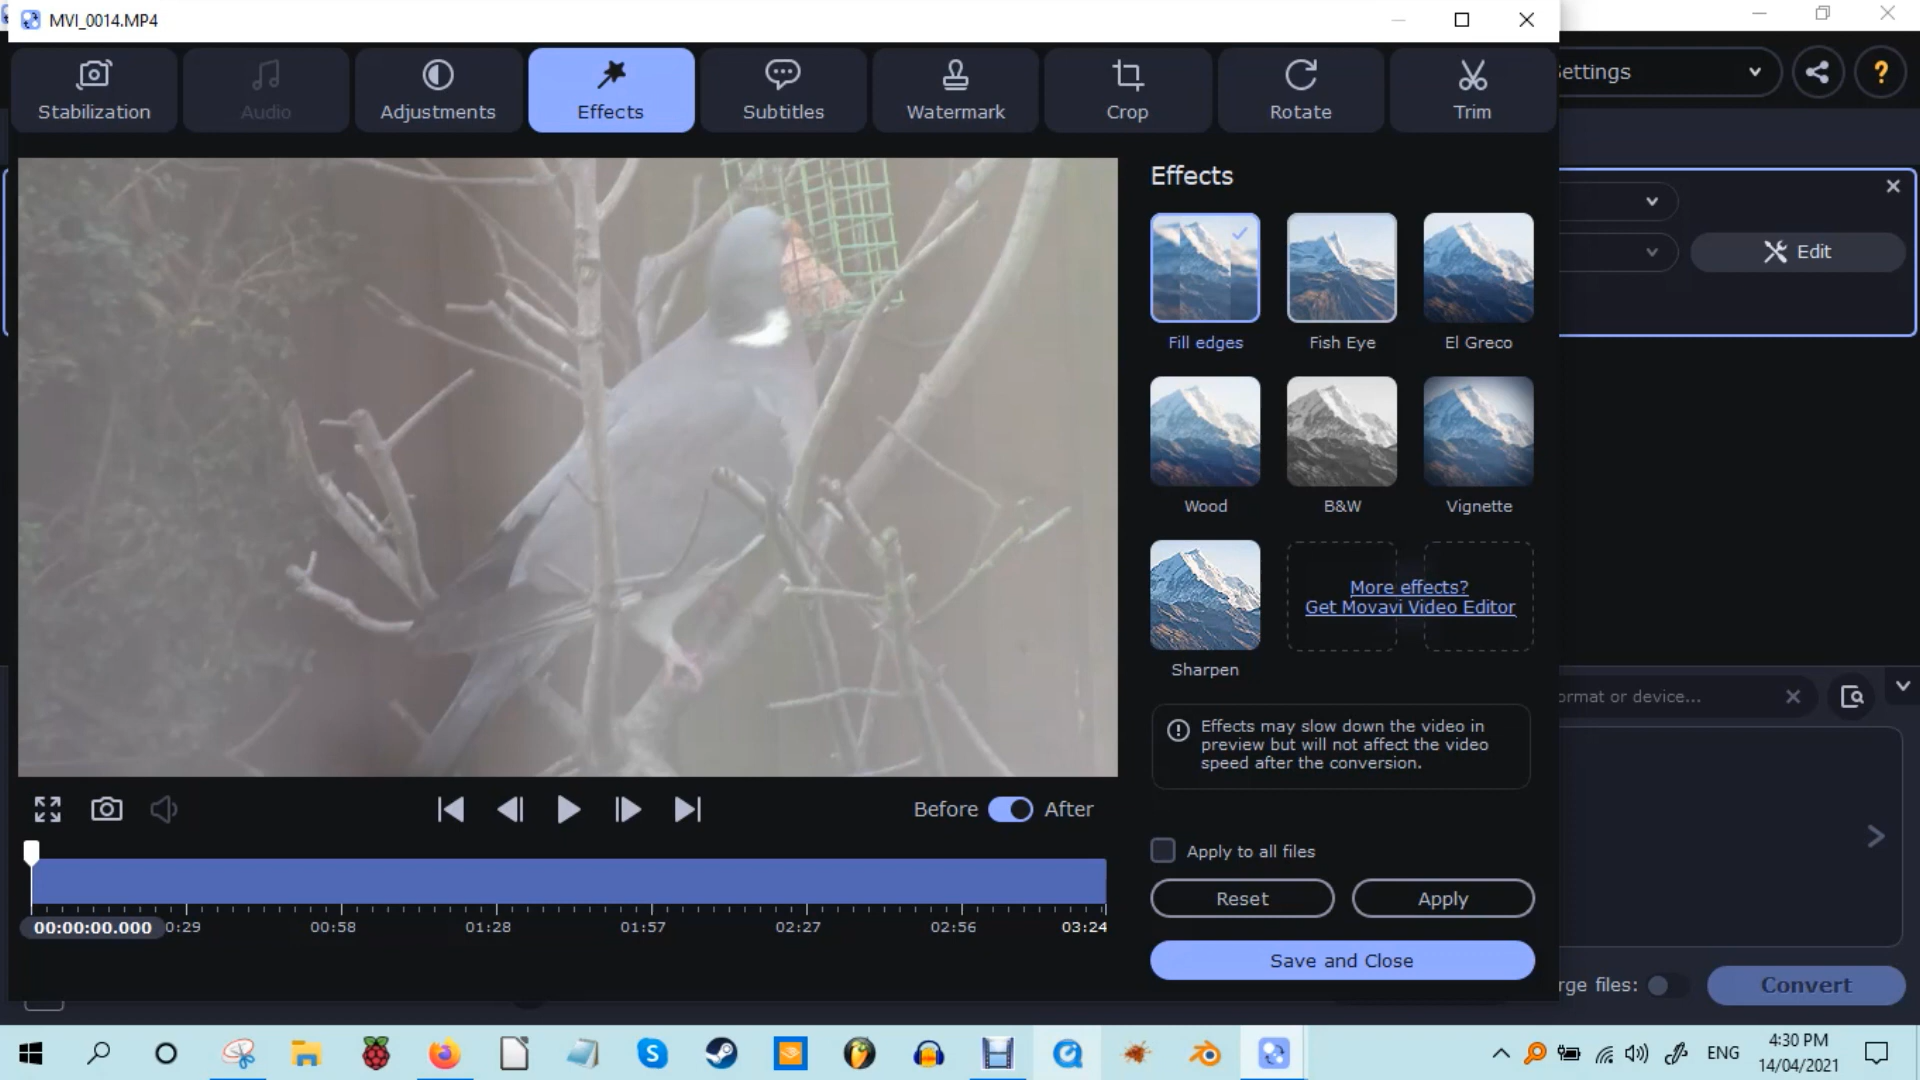 MVI_0014.MP4
Stabilization
Audio
Adjustments
Effects
Subtitles
Watermark
Crop
Rotate
Trim
ettings
?
Effects
Fill edges
Fish Eye
El Greco
Edit
Wood
B&W
Vignette
More effects?
Get Movavi Video Editor
Sharpen
ormat or device...
Effects may slow down the video in
preview but will not affect the video
speed after the conversion.
Before
After
Apply to all files
Reset
Apply
00:00:00.000
0:29
00:58
01:28
01:57
02:27
02:56
03:24
Save and Close
rge files:
Convert
ENG
4:30 PM
14/04/2021